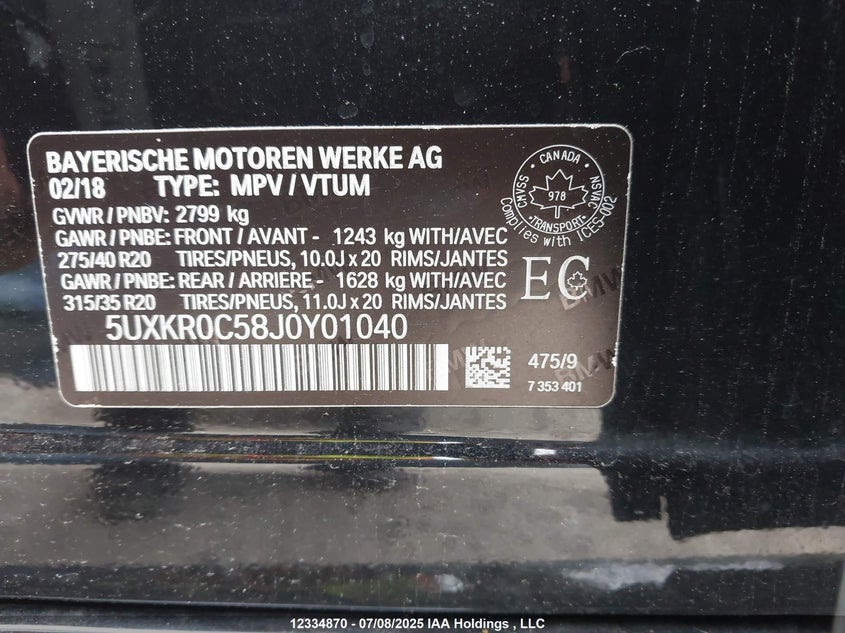 BAYERISCHE MOTOREN WERKE AG
02/18 TYPE: MPV / VTUM
GVWR / PNBV: 2799 kg
GAWR / PNBE: FRONT / AVANT - 1243 kg WITH/AVEC
275/40 R20 TIRES/PNEUS, 10.0J x 20 RIMS/JANTES
GAWR / PNBE: REAR / ARRIERE - 1628 kg WITH/AVEC
315/35 R20 TIRES/PNEUS, 11.0J x 20 RIMS/JANTES
5UXKR0C58J0Y01040
CANADA
CMVSS
978
NSVAC
TRANSPORT
Complies with ICES-002
EC
BMW
475/9
7 353 401
12334870 - 07/08/2025 IAA Holdings , LLC